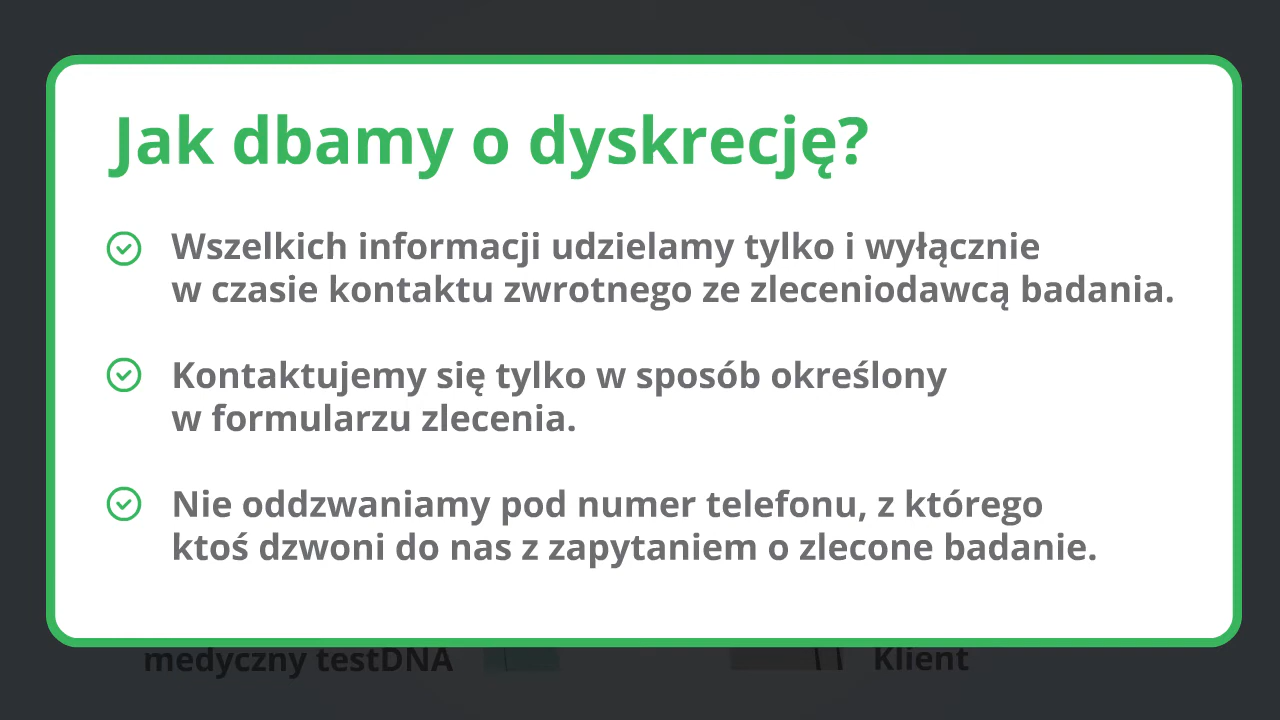 Jak dbamy o dyskrecję?
Wszelkich informacji udzielamy tylko i wyłącznie
w czasie kontaktu zwrotnego ze zleceniodawcą badania.
Kontaktujemy się tylko w sposób określony
w formularzu zlecenia.
Nie oddzwaniamy pod numer telefonu, z którego
ktoś dzwoni do nas z zapytaniem o zlecone badanie.
medyczny testDNA
Klient